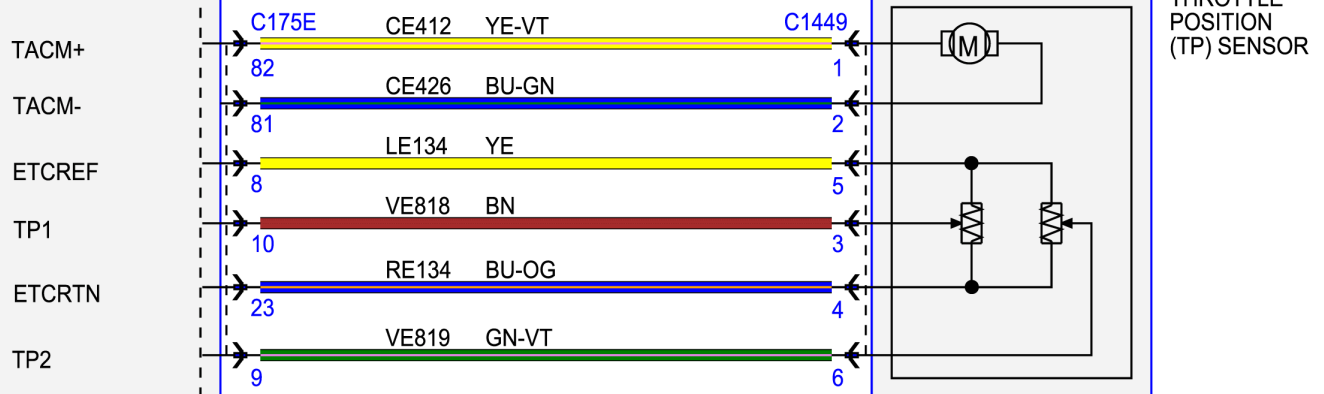 THROTTLE
POSITION
(TP) SENSOR
C175E CE412 YE-VT C1449
TACM+
82 1
CE426 BU-GN
TACM-
81 2
LE134 YE
ETCREF
8 5
VE818 BN
TP1
10 3
RE134 BU-OG
ETCRTN
23 4
VE819 GN-VT
TP2
9 6
M